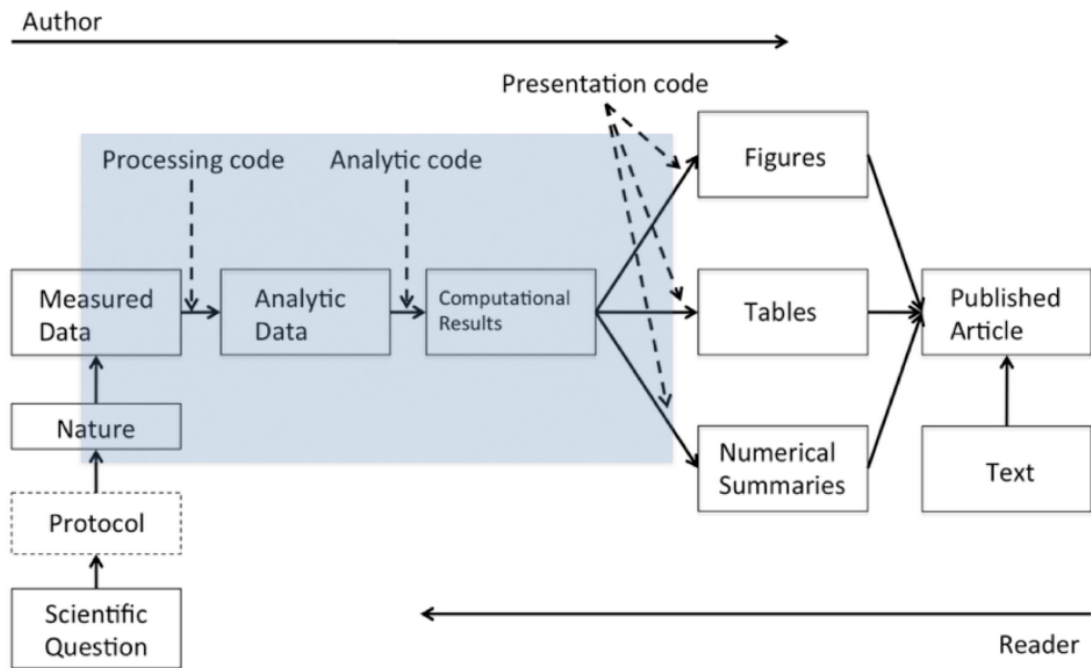 Author
Presentation code
Processing code
Analytic code
Figures
Measured
Data
Analytic
Data
Computational
Results
Tables
Published
Article
Nature
Numerical
Summaries
Text
Protocol
Scientific
Question
Reader